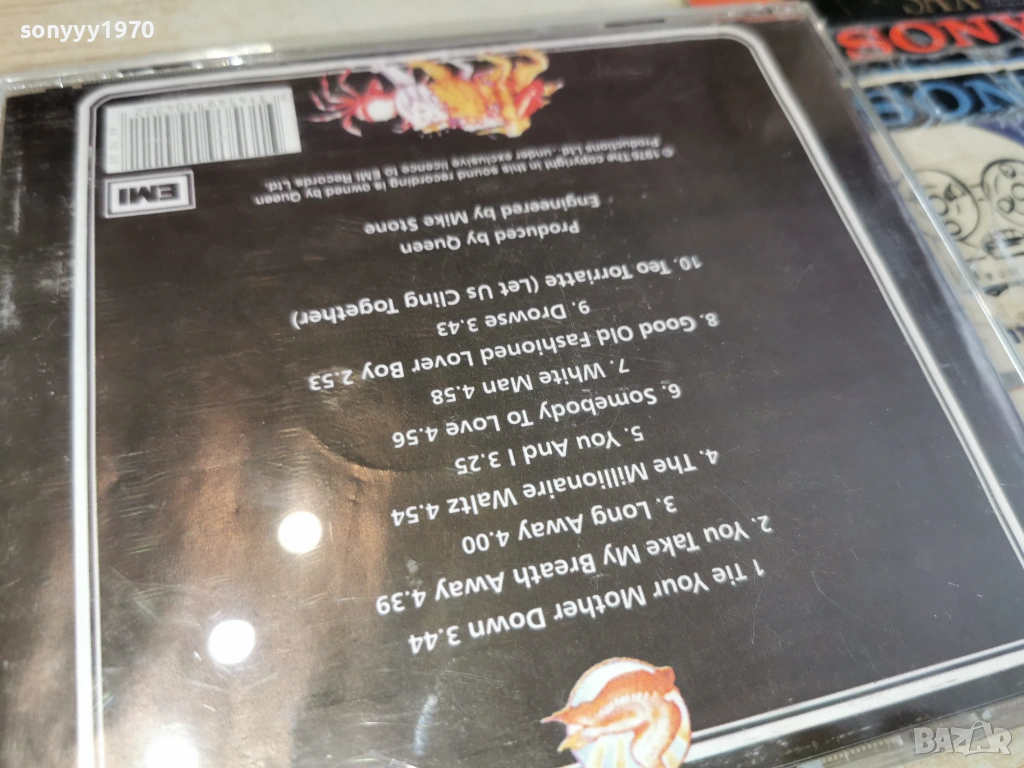 sonyyy1970
1 Tie Your Mother Down 3.44
2. You Take My Breath Away 4.39
3. Long Away 4.00
4. The Millionaire Waltz 4.54
5. You And I 3.25
6. Somebody To Love 4.56
7. White Man 4.58
8. Good Old Fashioned Lover Boy 2.53
9. Drowse 3.43
10. Teo Torriatte (Let Us Cling Together)
Produced by Queen
Engineered by Mike Stone
© 1976 The copyright in this sound recording is owned by Queen
Productions Ltd., under exclusive licence to EMI Records Ltd.
EMI
SONY
BAZAR